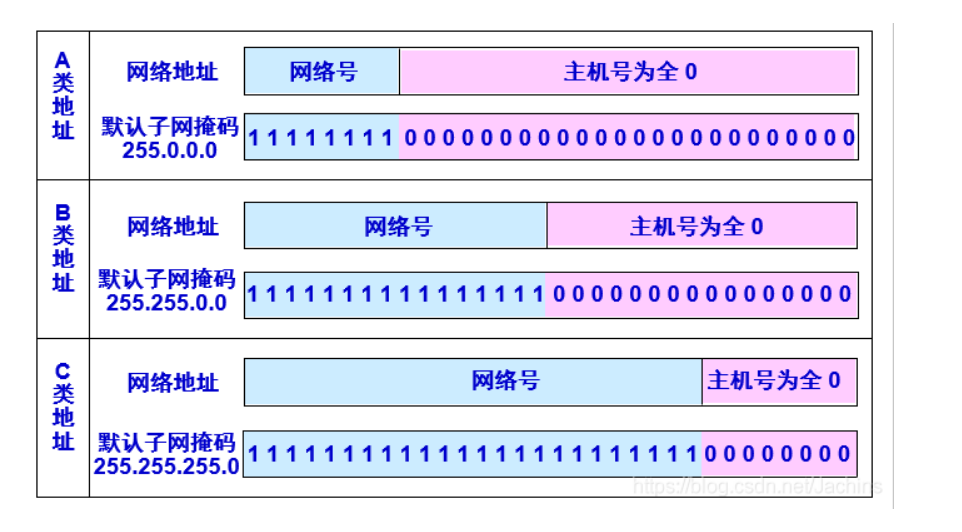 A类地址
网络地址
网络号
主机号为全 0
默认子网掩码
255.0.0.0
1 1 1 1 1 1 1 1 0 0 0 0 0 0 0 0 0 0 0 0 0 0 0 0 0 0 0 0 0 0 0 0
B类地址
网络地址
网络号
主机号为全 0
默认子网掩码
255.255.0.0
1 1 1 1 1 1 1 1 1 1 1 1 1 1 1 1 0 0 0 0 0 0 0 0 0 0 0 0 0 0 0 0
C类地址
网络地址
网络号
主机号为全 0
默认子网掩码
255.255.255.0
1 1 1 1 1 1 1 1 1 1 1 1 1 1 1 1 1 1 1 1 1 1 1 1 0 0 0 0 0 0 0 0
https://blog.csdn.net/Jachins